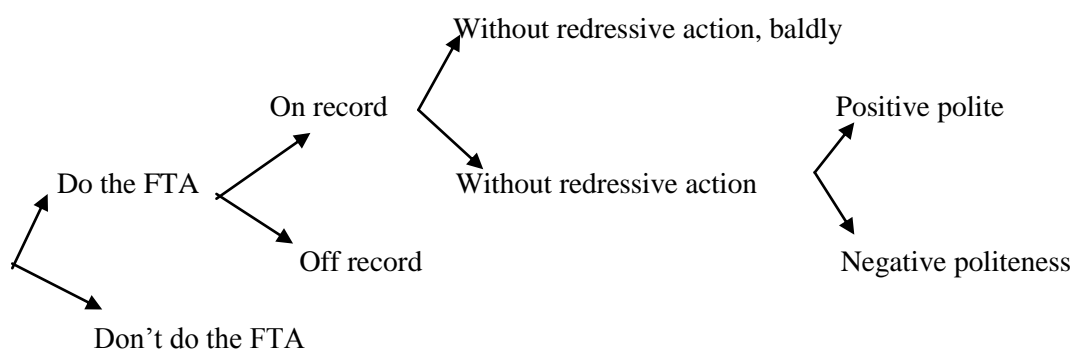 Without redressive action, baldly
On record
Positive polite
Do the FTA
Without redressive action
Off record
Negative politeness
Don't do the FTA